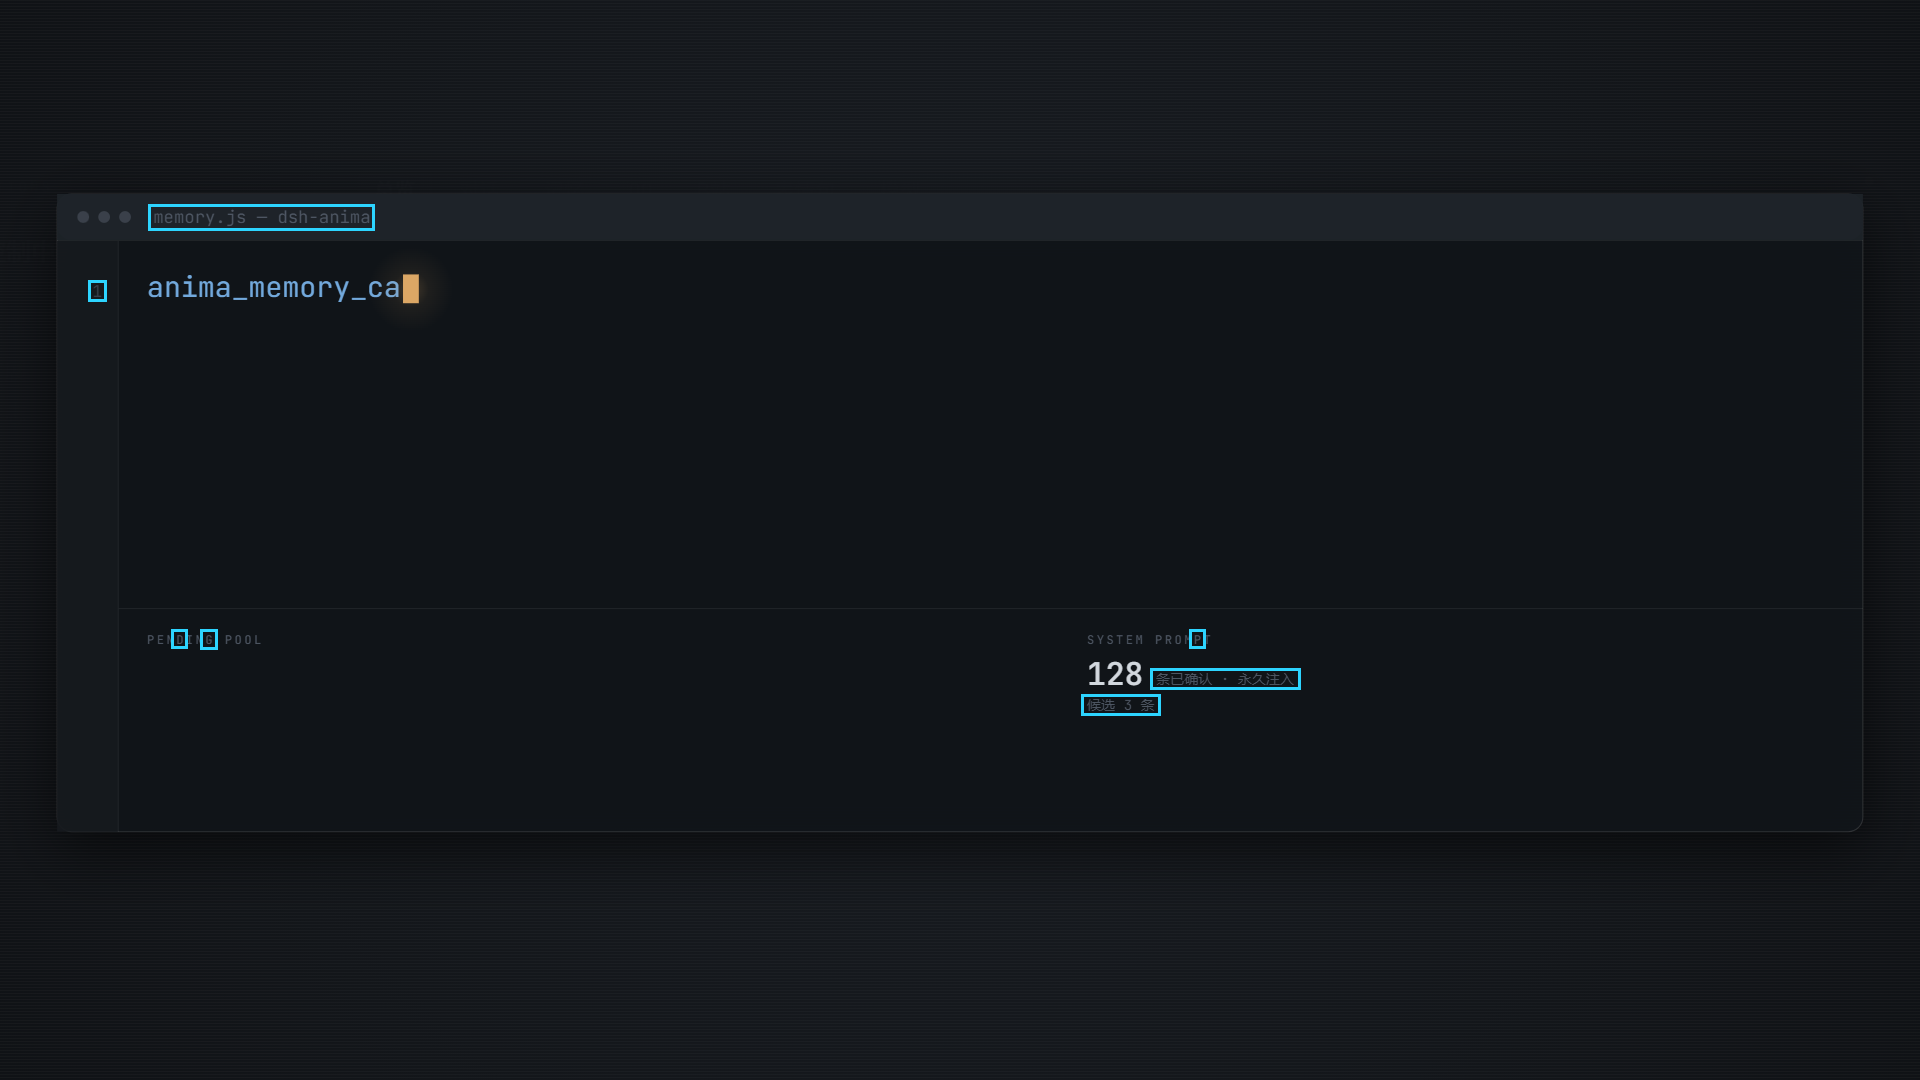 memory.js — dsh-anima
1
anima_memory_ca
PENDING POOL
SYSTEM PROMPT
128 条已确认 · 永久注入
候选 3 条